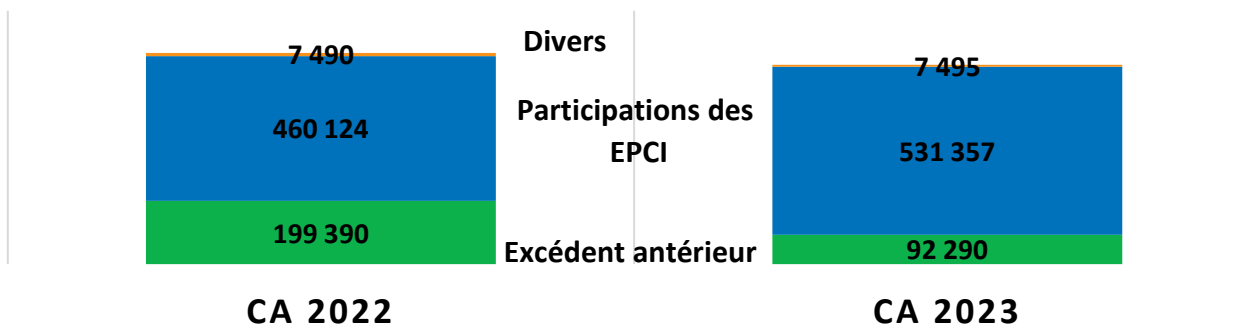 7 490
Divers
7 495
460 124
Participations des
EPCI
531 357
199 390
Excédent antérieur
92 290
CA 2022
CA 2023